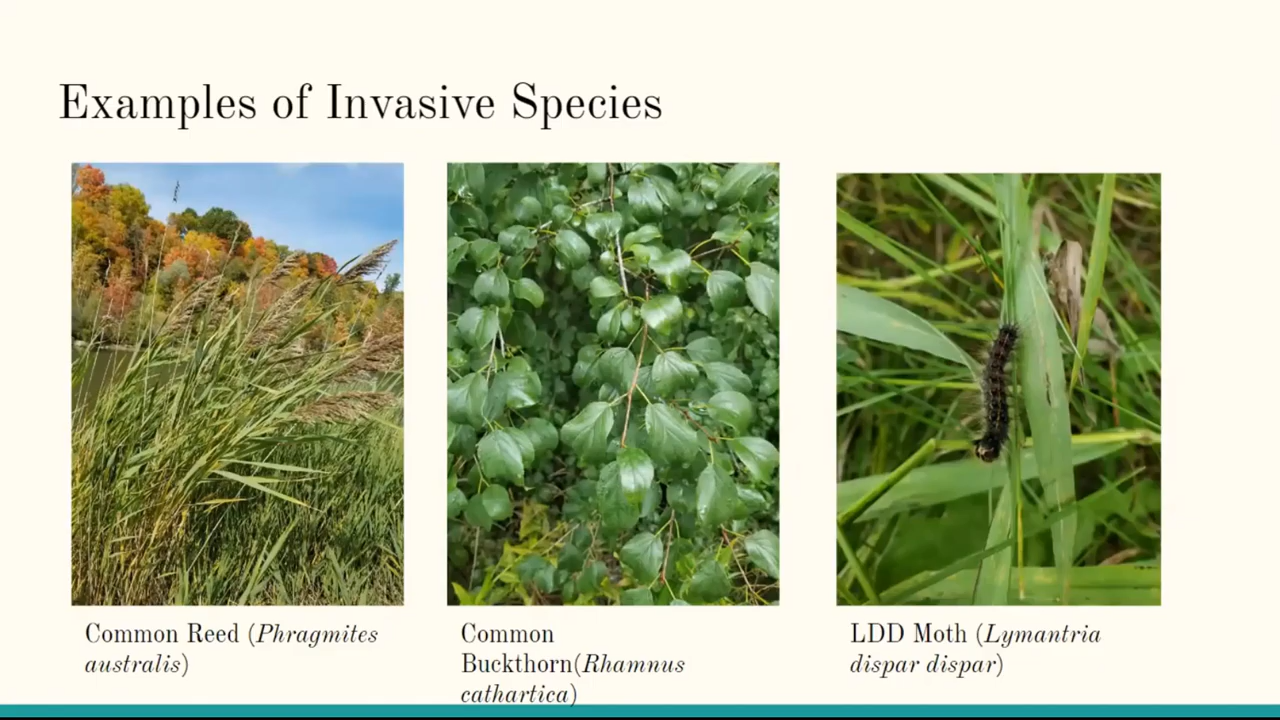 Examples of Invasive Species
Common Reed (Phragmites
australis)
Common
Buckthorn(Rhamnus
cathartica)
LDD Moth (Lymantria
dispar dispar)